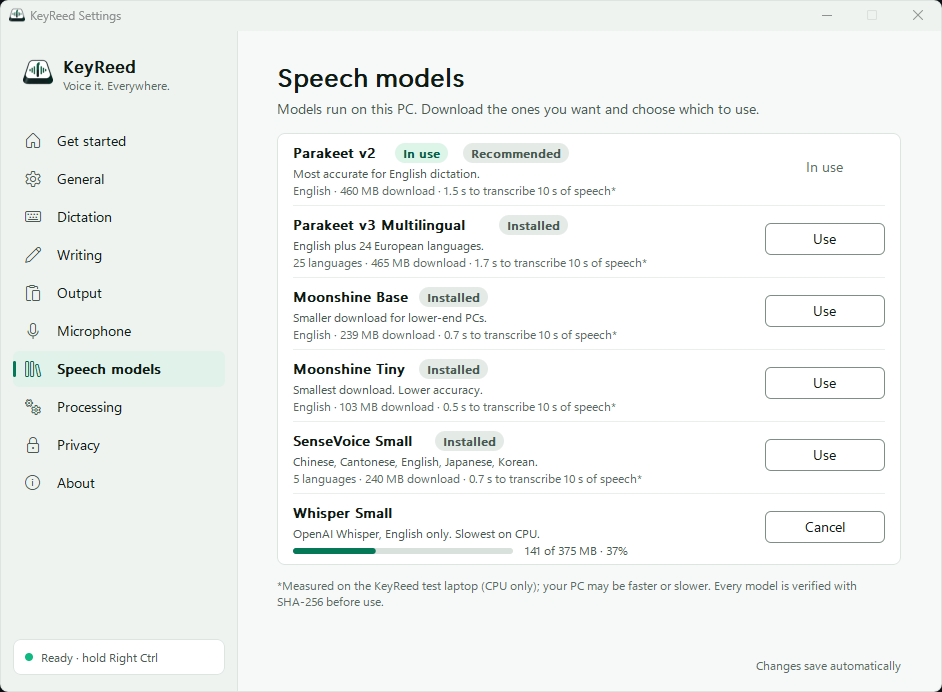 KeyReed Settings
KeyReed
Voice it. Everywhere.
Get started
General
Dictation
Writing
Output
Microphone
Speech models
Processing
Privacy
About
Ready · hold Right Ctrl
Speech models
Models run on this PC. Download the ones you want and choose which to use.
Parakeet v2 In use Recommended
Most accurate for English dictation.
English · 460 MB download · 1.5 s to transcribe 10 s of speech*
In use
Parakeet v3 Multilingual Installed
English plus 24 European languages.
25 languages · 465 MB download · 1.7 s to transcribe 10 s of speech*
Use
Moonshine Base Installed
Smaller download for lower-end PCs.
English · 239 MB download · 0.7 s to transcribe 10 s of speech*
Use
Moonshine Tiny Installed
Smallest download. Lower accuracy.
English · 103 MB download · 0.5 s to transcribe 10 s of speech*
Use
SenseVoice Small Installed
Chinese, Cantonese, English, Japanese, Korean.
5 languages · 240 MB download · 0.7 s to transcribe 10 s of speech*
Use
Whisper Small
OpenAI Whisper, English only. Slowest on CPU.
141 of 375 MB · 37%
Cancel
*Measured on the KeyReed test laptop (CPU only); your PC may be faster or slower. Every model is verified with
SHA-256 before use.
Changes save automatically